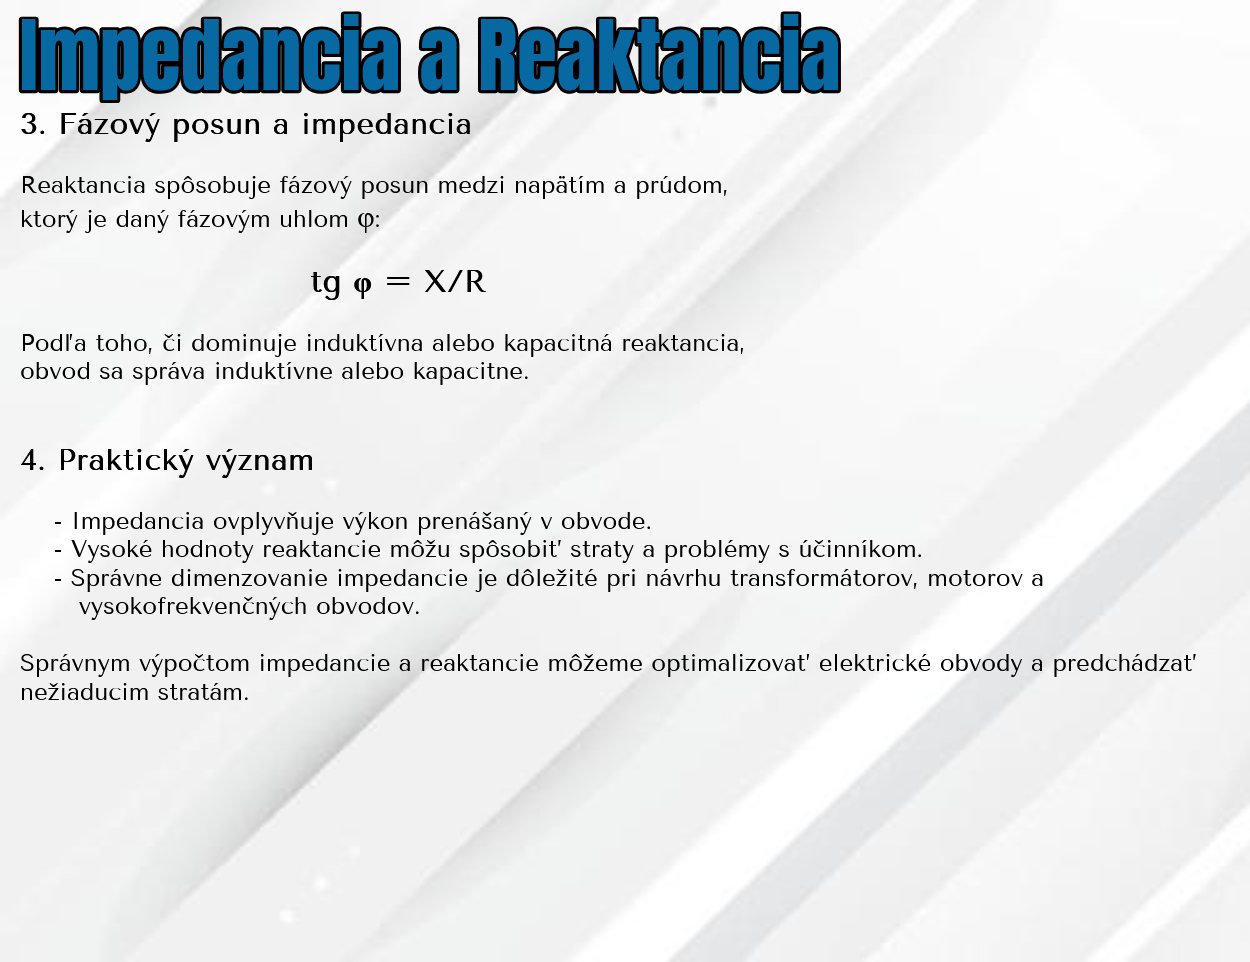 Impedancia a Reaktancia
3. Fázový posun a impedancia
Reaktancia spôsobuje fázový posun medzi napätím a prúdom,
ktorý je daný fázovým uhlom φ:
tg φ = X/R
Podľa toho, či dominuje induktívna alebo kapacitná reaktancia,
obvod sa správa induktívne alebo kapacitne.
4. Praktický význam
- Impedancia ovplyvňuje výkon prenášaný v obvode.
- Vysoké hodnoty reaktancie môžu spôsobiť straty a problémy s účinníkom.
- Správne dimenzovanie impedancie je dôležité pri návrhu transformátorov, motorov a
vysokofrekvenčných obvodov.
Správnym výpočtom impedancie a reaktancie môžeme optimalizovať elektrické obvody a predchádzať
nežiaducim stratám.